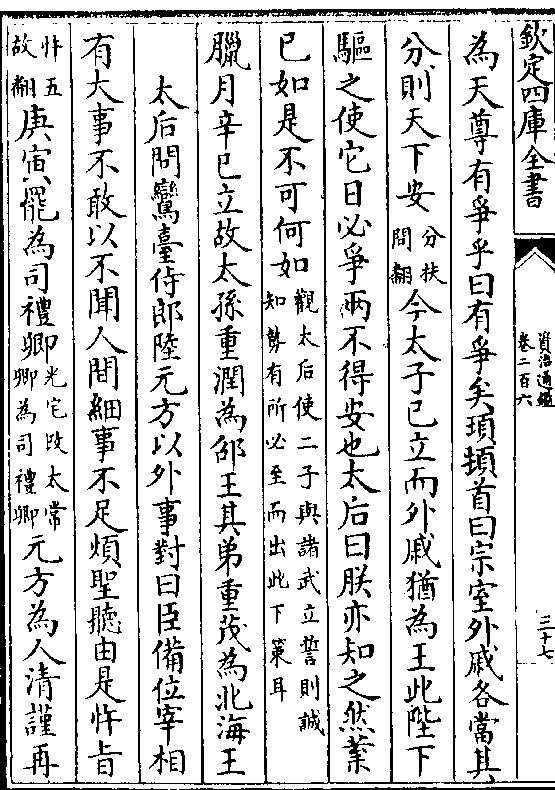 欽定四庫全書
資治通鑑
卷二百六
三十七
為天尊有爭乎曰有爭矣頊頓首曰宗室外戚各當其
分則天下安
分扶
問翻
今太子已立而外戚猶為王此陛下
驅之使它日必爭兩不得安也太后曰朕亦知之然業
已如是不可何如
觀太后使二子與諸武立誓則誠
知勢有所必至而出此下策耳
臘月辛巳立故太孫重潤為邵王其弟重茂為北海王
太后問鸞臺侍郎陸元方以外事對曰臣備位宰相
有大事不敢以不聞人間細事不足煩聖聽由是忤旨
忤五
故翻
庚寅罷為司禮卿
光宅改太常
卿為司禮卿
元方為人清謹再